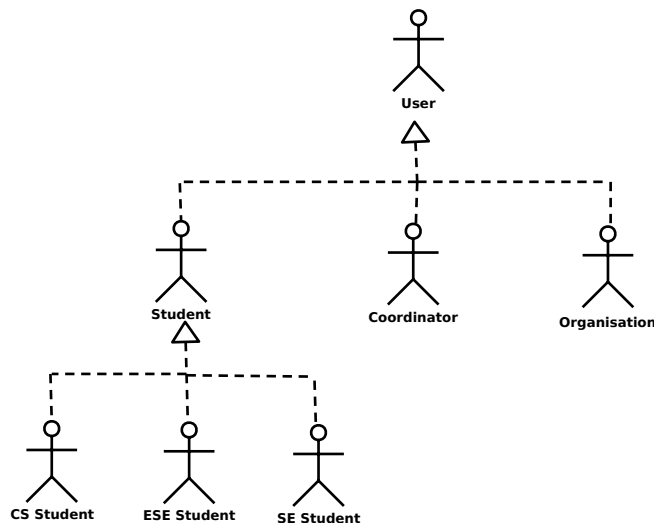 User
Student
Coordinator
Organisation
CS Student
ESE Student
SE Student